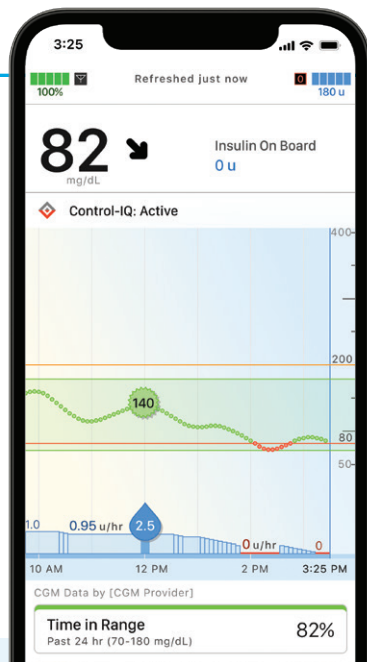 3:25
100%
Refreshed just now
0
180 u
82
mg/dL
Insulin On Board
0 u
Control-IQ: Active
400
200
140
80
50
1.0
0.95 u/hr
2.5
0 u/hr
0
10 AM
12 PM
2 PM
3:25 PM
CGM Data by [CGM Provider]
Time in Range
Past 24 hr (70-180 mg/dL)
82%